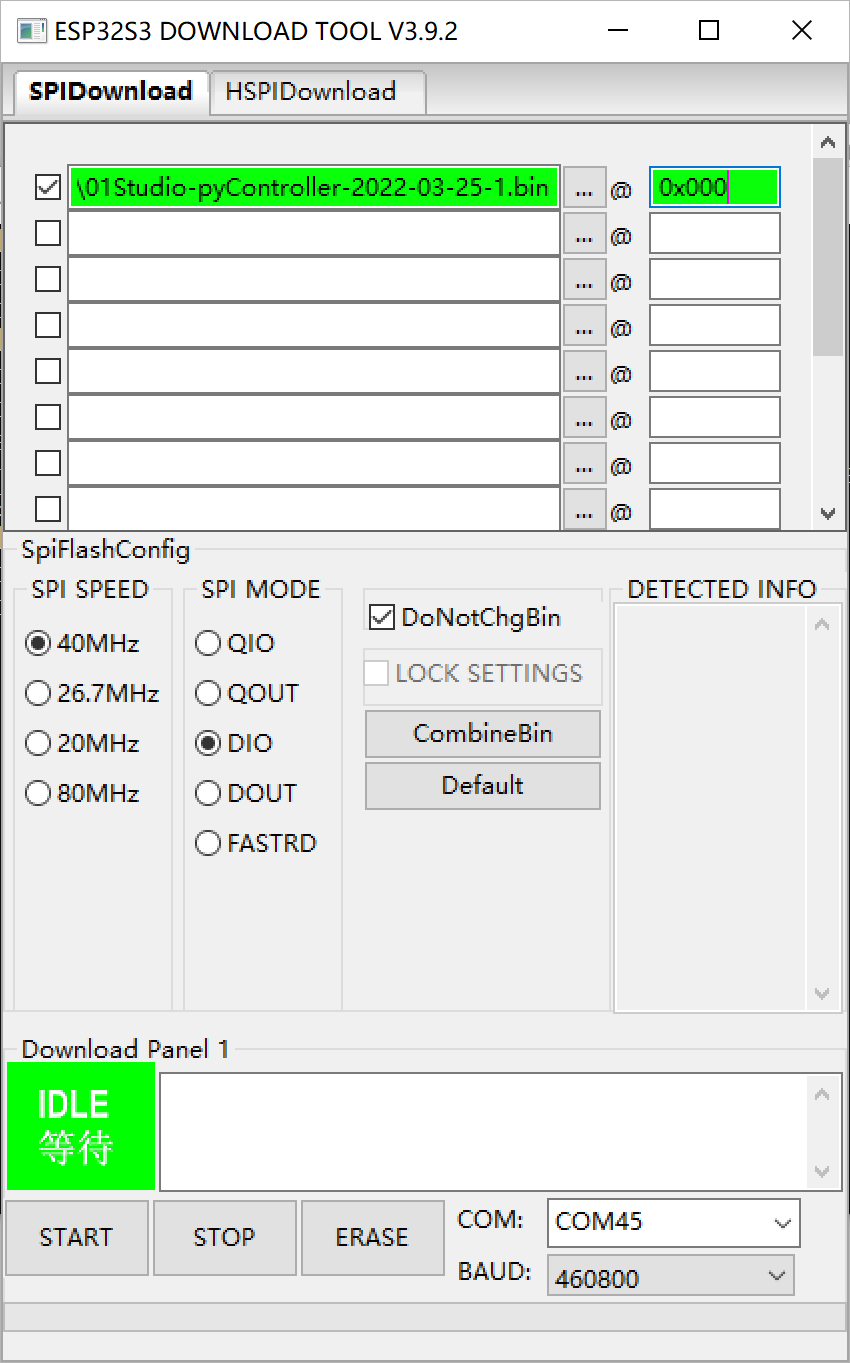 ESP32S3 DOWNLOAD TOOL V3.9.2
SPIDownload HSPIDownload
\01Studio-pyController-2022-03-25-1.bin ... @ 0x000
... @
... @
... @
... @
... @
... @
... @
SpiFlashConfig
SPI SPEED
40MHz
26.7MHz
20MHz
80MHz
SPI MODE
QIO
QOUT
DIO
DOUT
FASTRD
DoNotChgBin
LOCK SETTINGS
CombineBin
Default
DETECTED INFO
Download Panel 1
IDLE
等待
START STOP ERASE
COM: COM45
BAUD: 460800